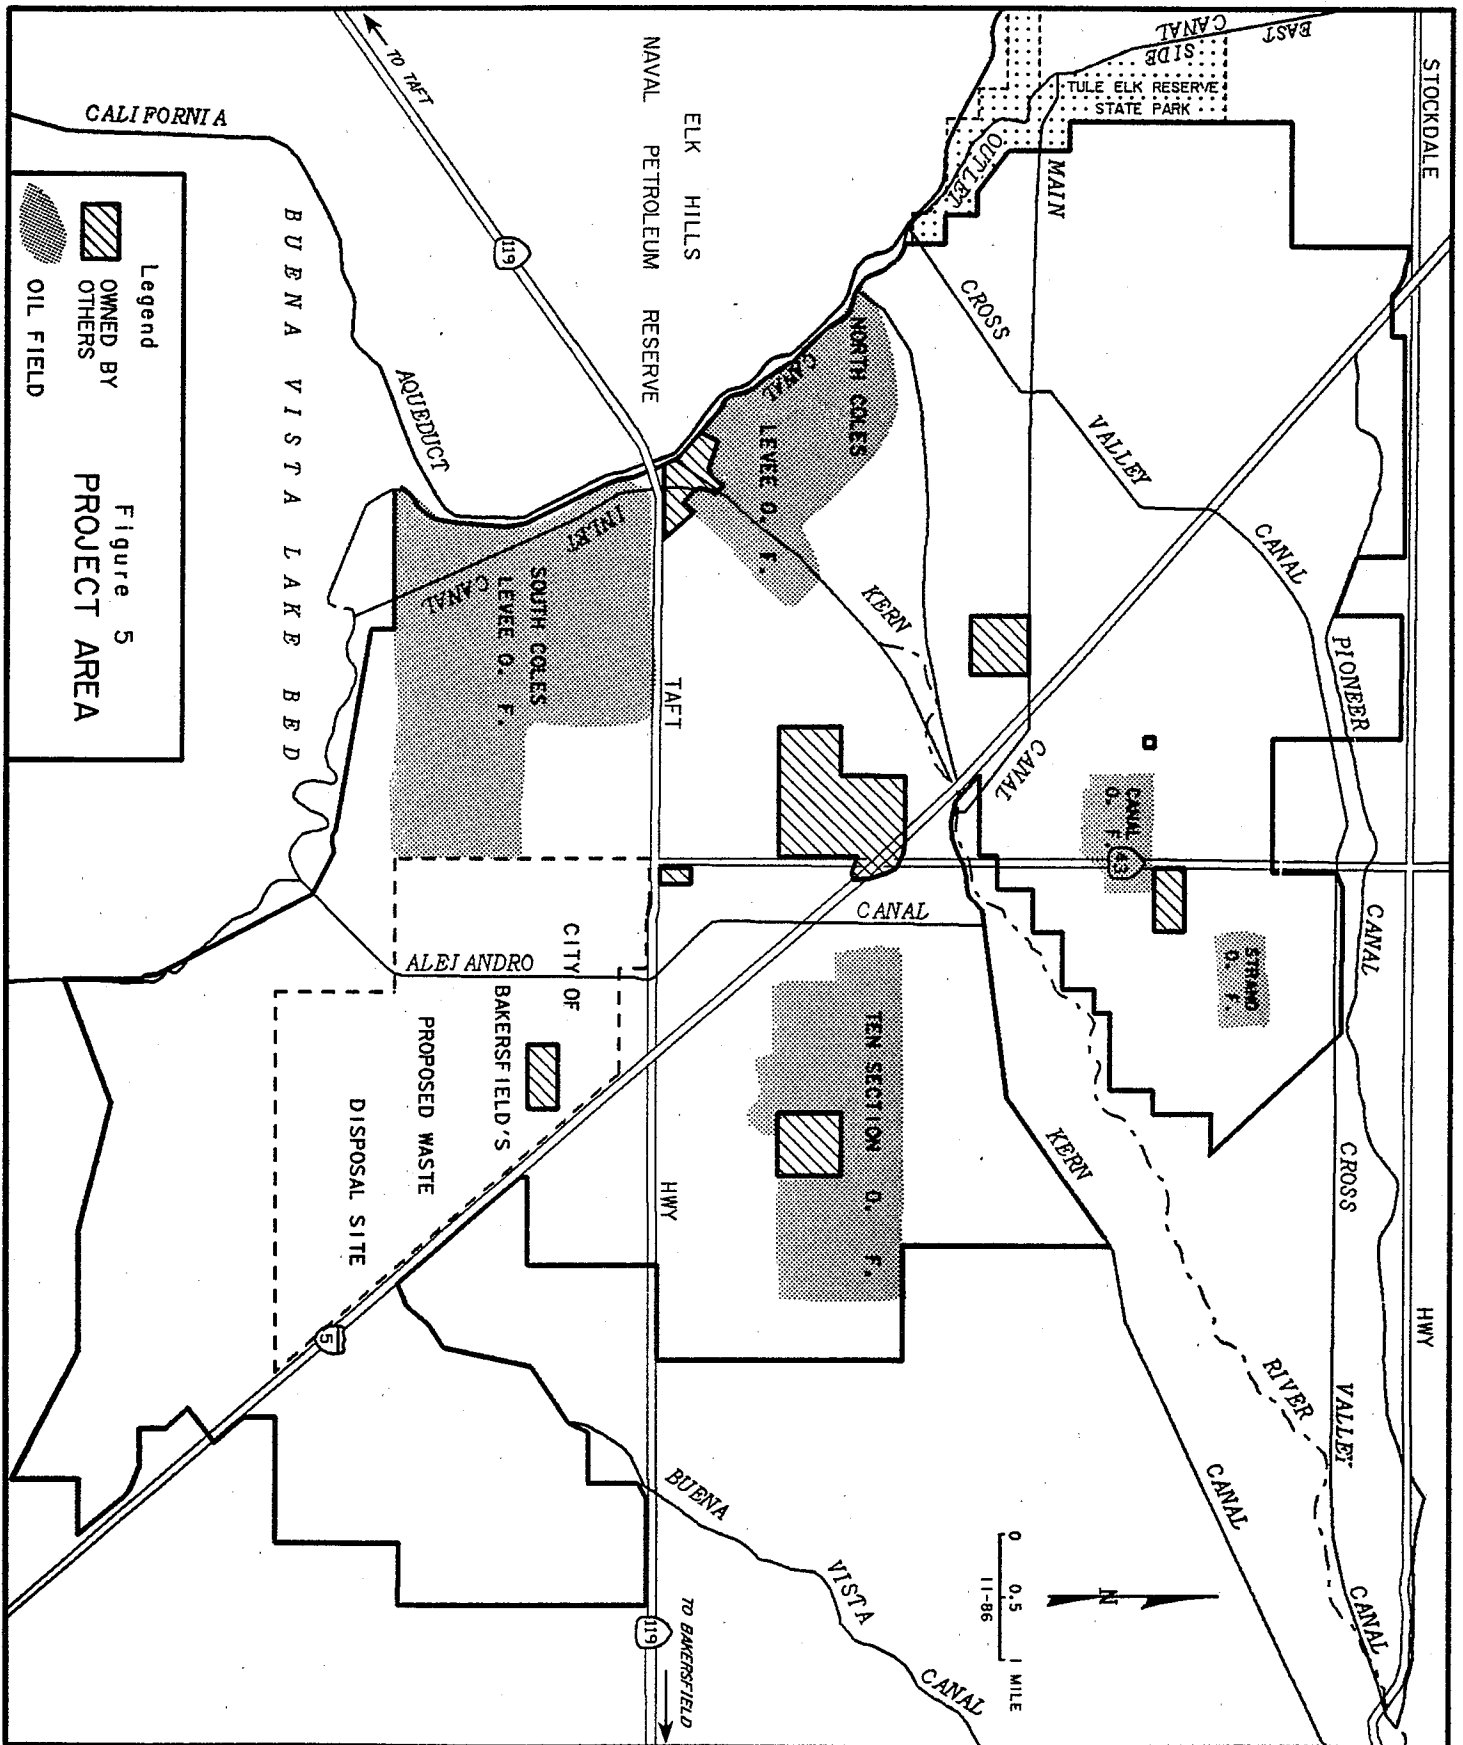 STOCKDALE
HWY
EAST
SIDE
CANAL
TULE ELK RESERVE
STATE PARK
OUTLET
MAIN
CANAL
CROSS
VALLEY
CANAL
PIONEER
CANAL
CROSS
VALLEY
CANAL
CANAL
O. F.
43
STRAND
O. F.
KERN
RIVER
KERN
CANAL
ELK HILLS
NAVAL PETROLEUM RESERVE
NORTH COLES
LEVEE O. F.
CANAL
CANAL
TEN SECTION O. F.
TO TAFT
119
TAFT
HWY
119
TO BAKERSFIELD
BUENA
VISTA
CANAL
0 0.5 1 MILE
11-86
N
CALIFORNIA
AQUEDUCT
INLET
CANAL
SOUTH COLES
LEVEE O. F.
ALEJANDRO
CITY OF
BAKERSFIELD'S
PROPOSED WASTE
DISPOSAL SITE
5
BUENA VISTA LAKE BED
Legend
OWNED BY
OTHERS
OIL FIELD
Figure 5
PROJECT AREA